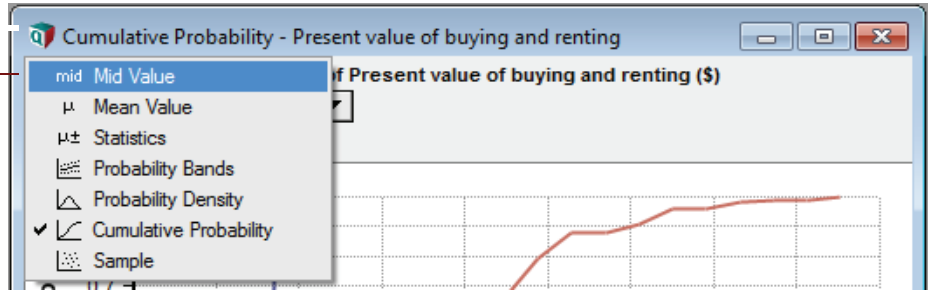 Cumulative Probability - Present value of buying and renting
mid Mid Value
f Present value of buying and renting ($)
μ Mean Value
μ± Statistics
Probability Bands
Probability Density
Cumulative Probability
Sample